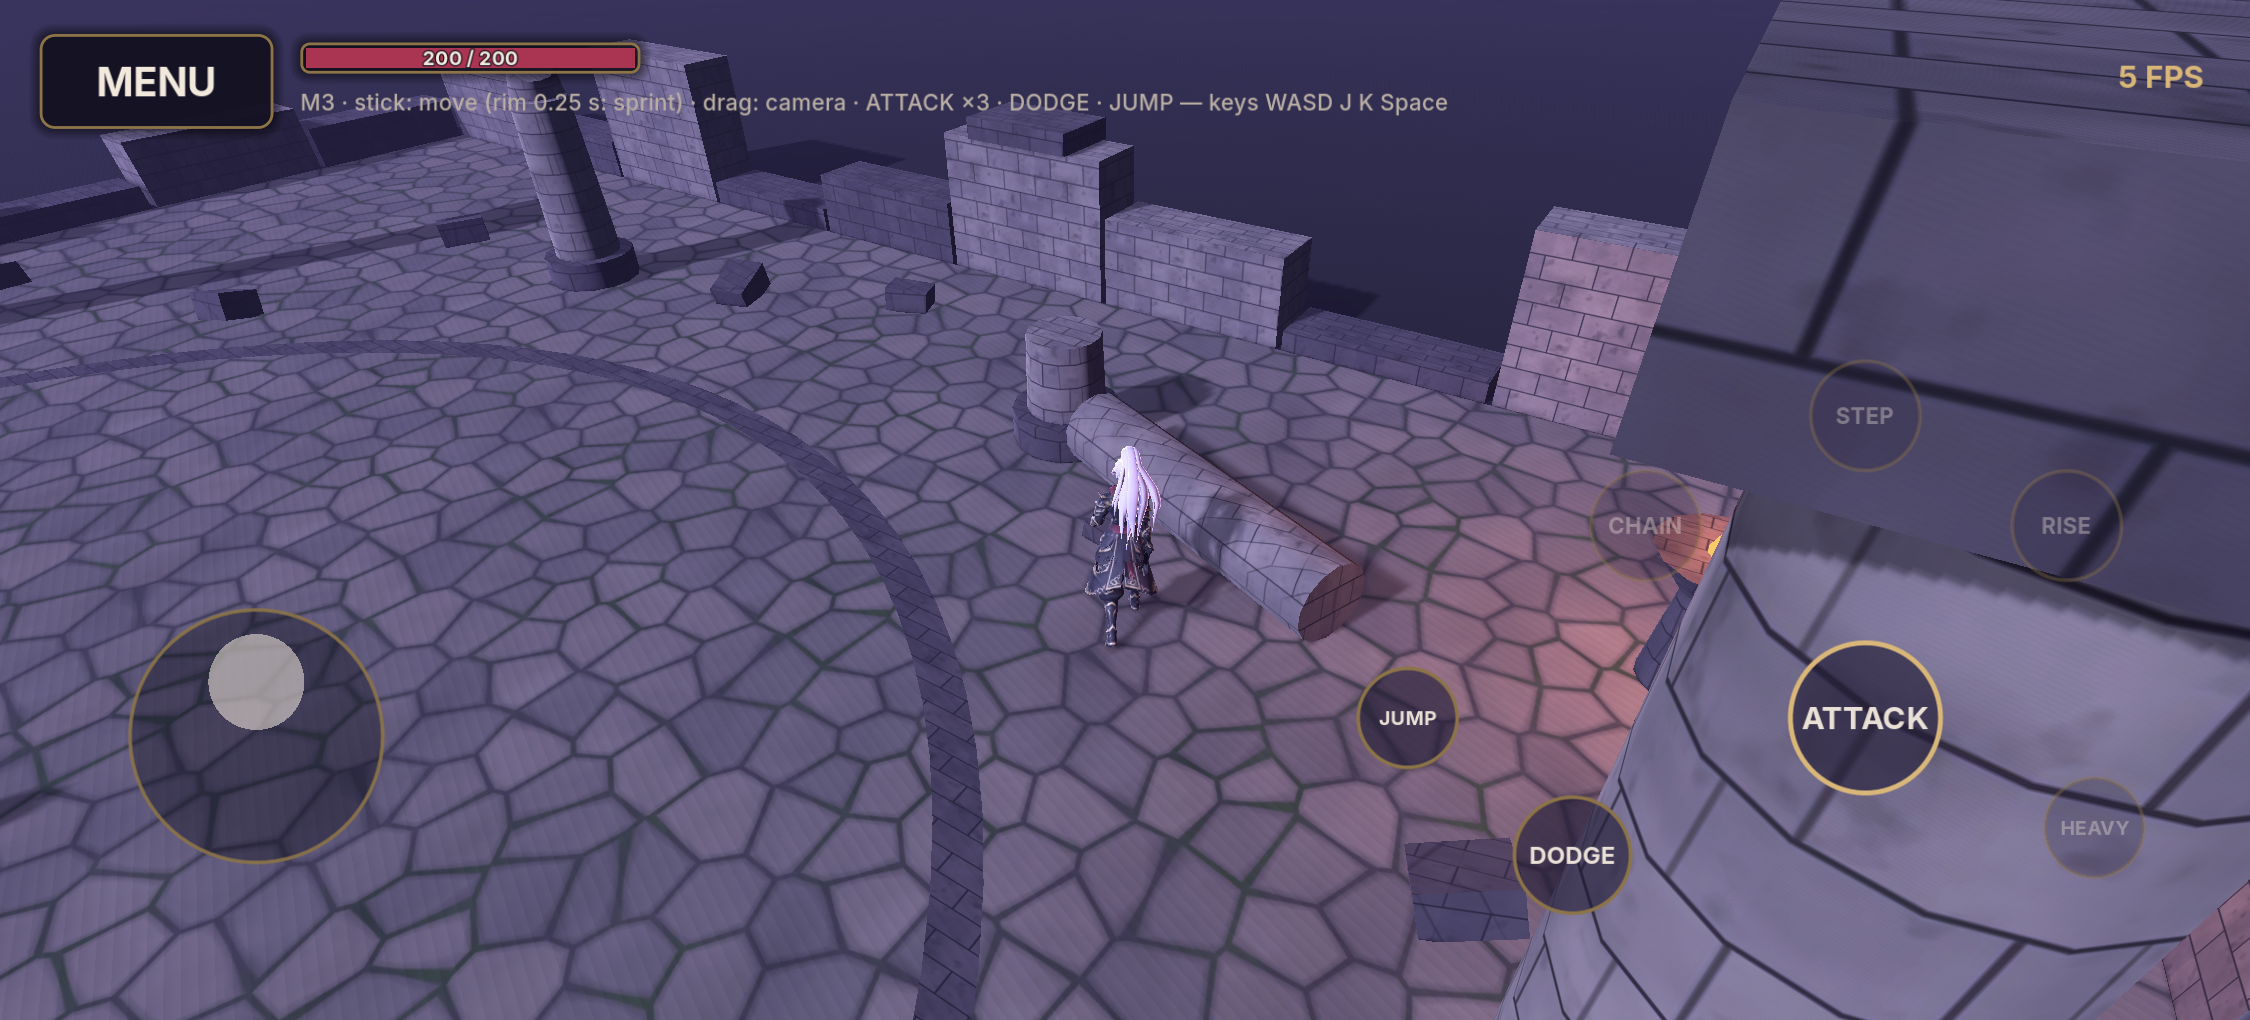 MENU
200 / 200
5 FPS
M3 · stick: move (rim 0.25 s: sprint) · drag: camera · ATTACK ×3 · DODGE · JUMP — keys WASD J K Space
STEP
CHAIN
RISE
JUMP
ATTACK
HEAVY
DODGE